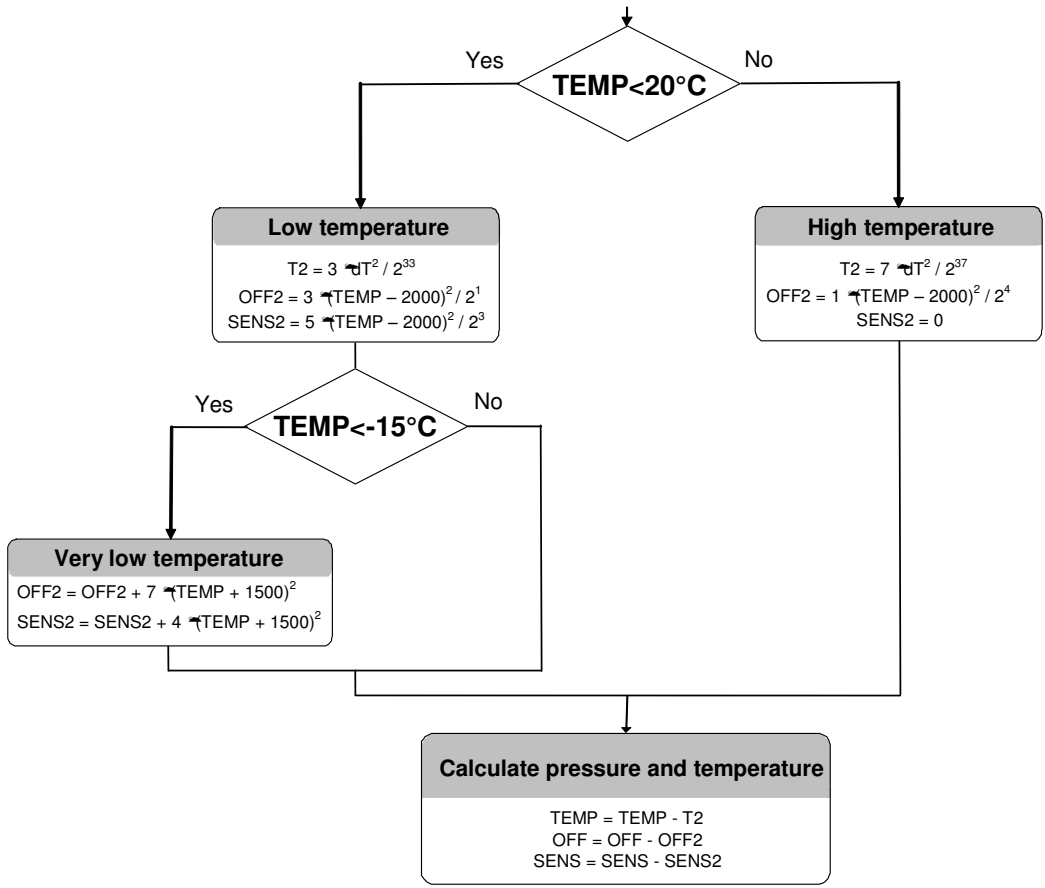 Yes
No
TEMP<20°C
Low temperature
T2 = 3 dT² / 2³³
OFF2 = 3 (TEMP – 2000)² / 2¹
SENS2 = 5 (TEMP – 2000)² / 2³
High temperature
T2 = 7 dT² / 2³⁷
OFF2 = 1 (TEMP – 2000)² / 2⁴
SENS2 = 0
Yes
No
TEMP<-15°C
Very low temperature
OFF2 = OFF2 + 7 (TEMP + 1500)²
SENS2 = SENS2 + 4 (TEMP + 1500)²
Calculate pressure and temperature
TEMP = TEMP - T2
OFF = OFF - OFF2
SENS = SENS - SENS2